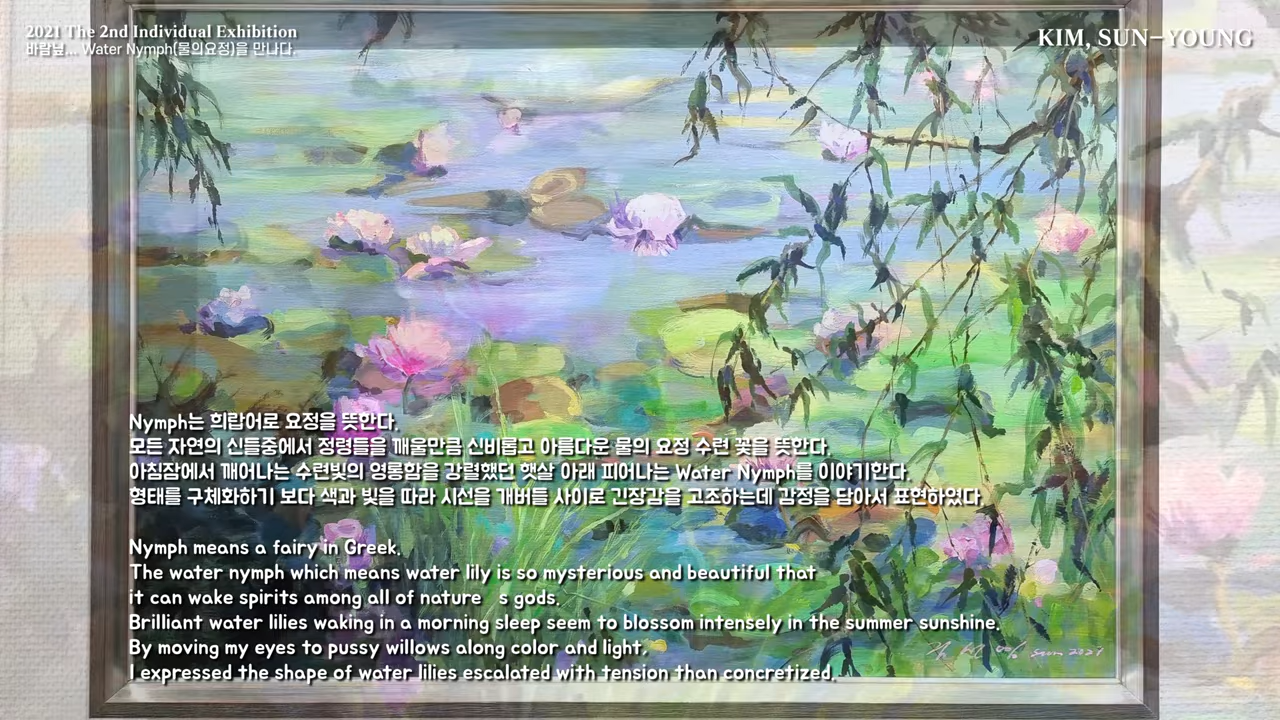 2021 The 2nd Individual Exhibition
바람닢... Water Nymph(물의요정)을 만나다.
KIM, SUN-YOUNG
Nymph는 희랍어로 요정을 뜻한다.
모든 자연의 신들중에서 정령들을 깨울만큼 신비롭고 아름다운 물의 요정 수련 꽃을 뜻한다.
아침잠에서 깨어나는 수련빛의 영롱함을 강렬했던 햇살 아래 피어나는 Water Nymph를 이야기한다.
형태를 구체화하기 보다 색과 빛을 따라 시선을 개버들 사이로 긴장감을 고조하는데 감정을 담아서 표현하였다.
Nymph means a fairy in Greek.
The water nymph which means water lily is so mysterious and beautiful that
it can wake spirits among all of nature s gods.
Brilliant water lilies waking in a morning sleep seem to blossom intensely in the summer sunshine.
By moving my eyes to pussy willows along color and light,
I expressed the shape of water lilies escalated with tension than concretized.
sun 2021